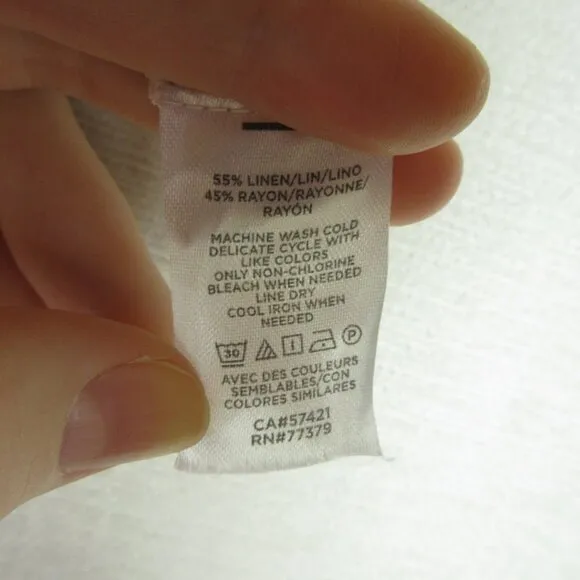 55% LINEN/LIN/LINO
45% RAYON/RAYONNE/
RAYÓN
MACHINE WASH COLD
DELICATE CYCLE WITH
LIKE COLORS
ONLY NON-CHLORINE
BLEACH WHEN NEEDED
LINE DRY
COOL IRON WHEN
NEEDED
30 P
AVEC DES COULEURS
SEMBLABLES/CON
COLORES SIMILARES
CA#57421
RN#77379